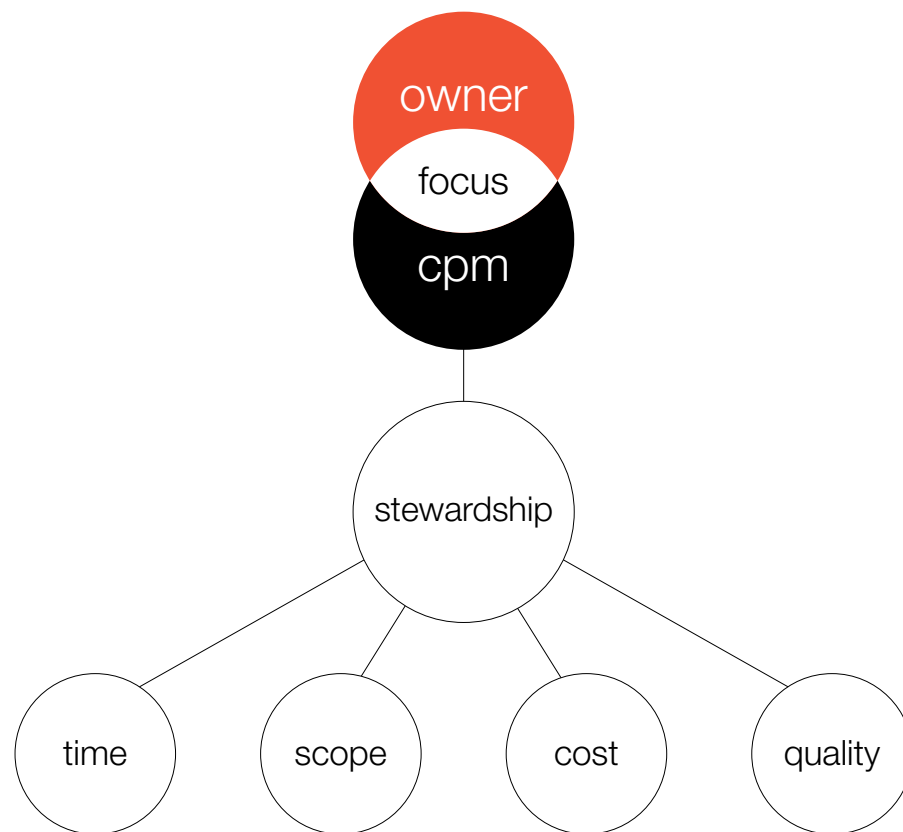 owner
focus
cpm
stewardship
time
scope
cost
quality